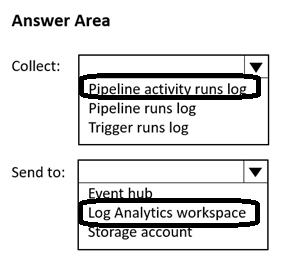 Answer Area
Collect:
Pipeline activity runs log
Pipeline runs log
Trigger runs log
Send to:
Event hub
Log Analytics workspace
Storage account